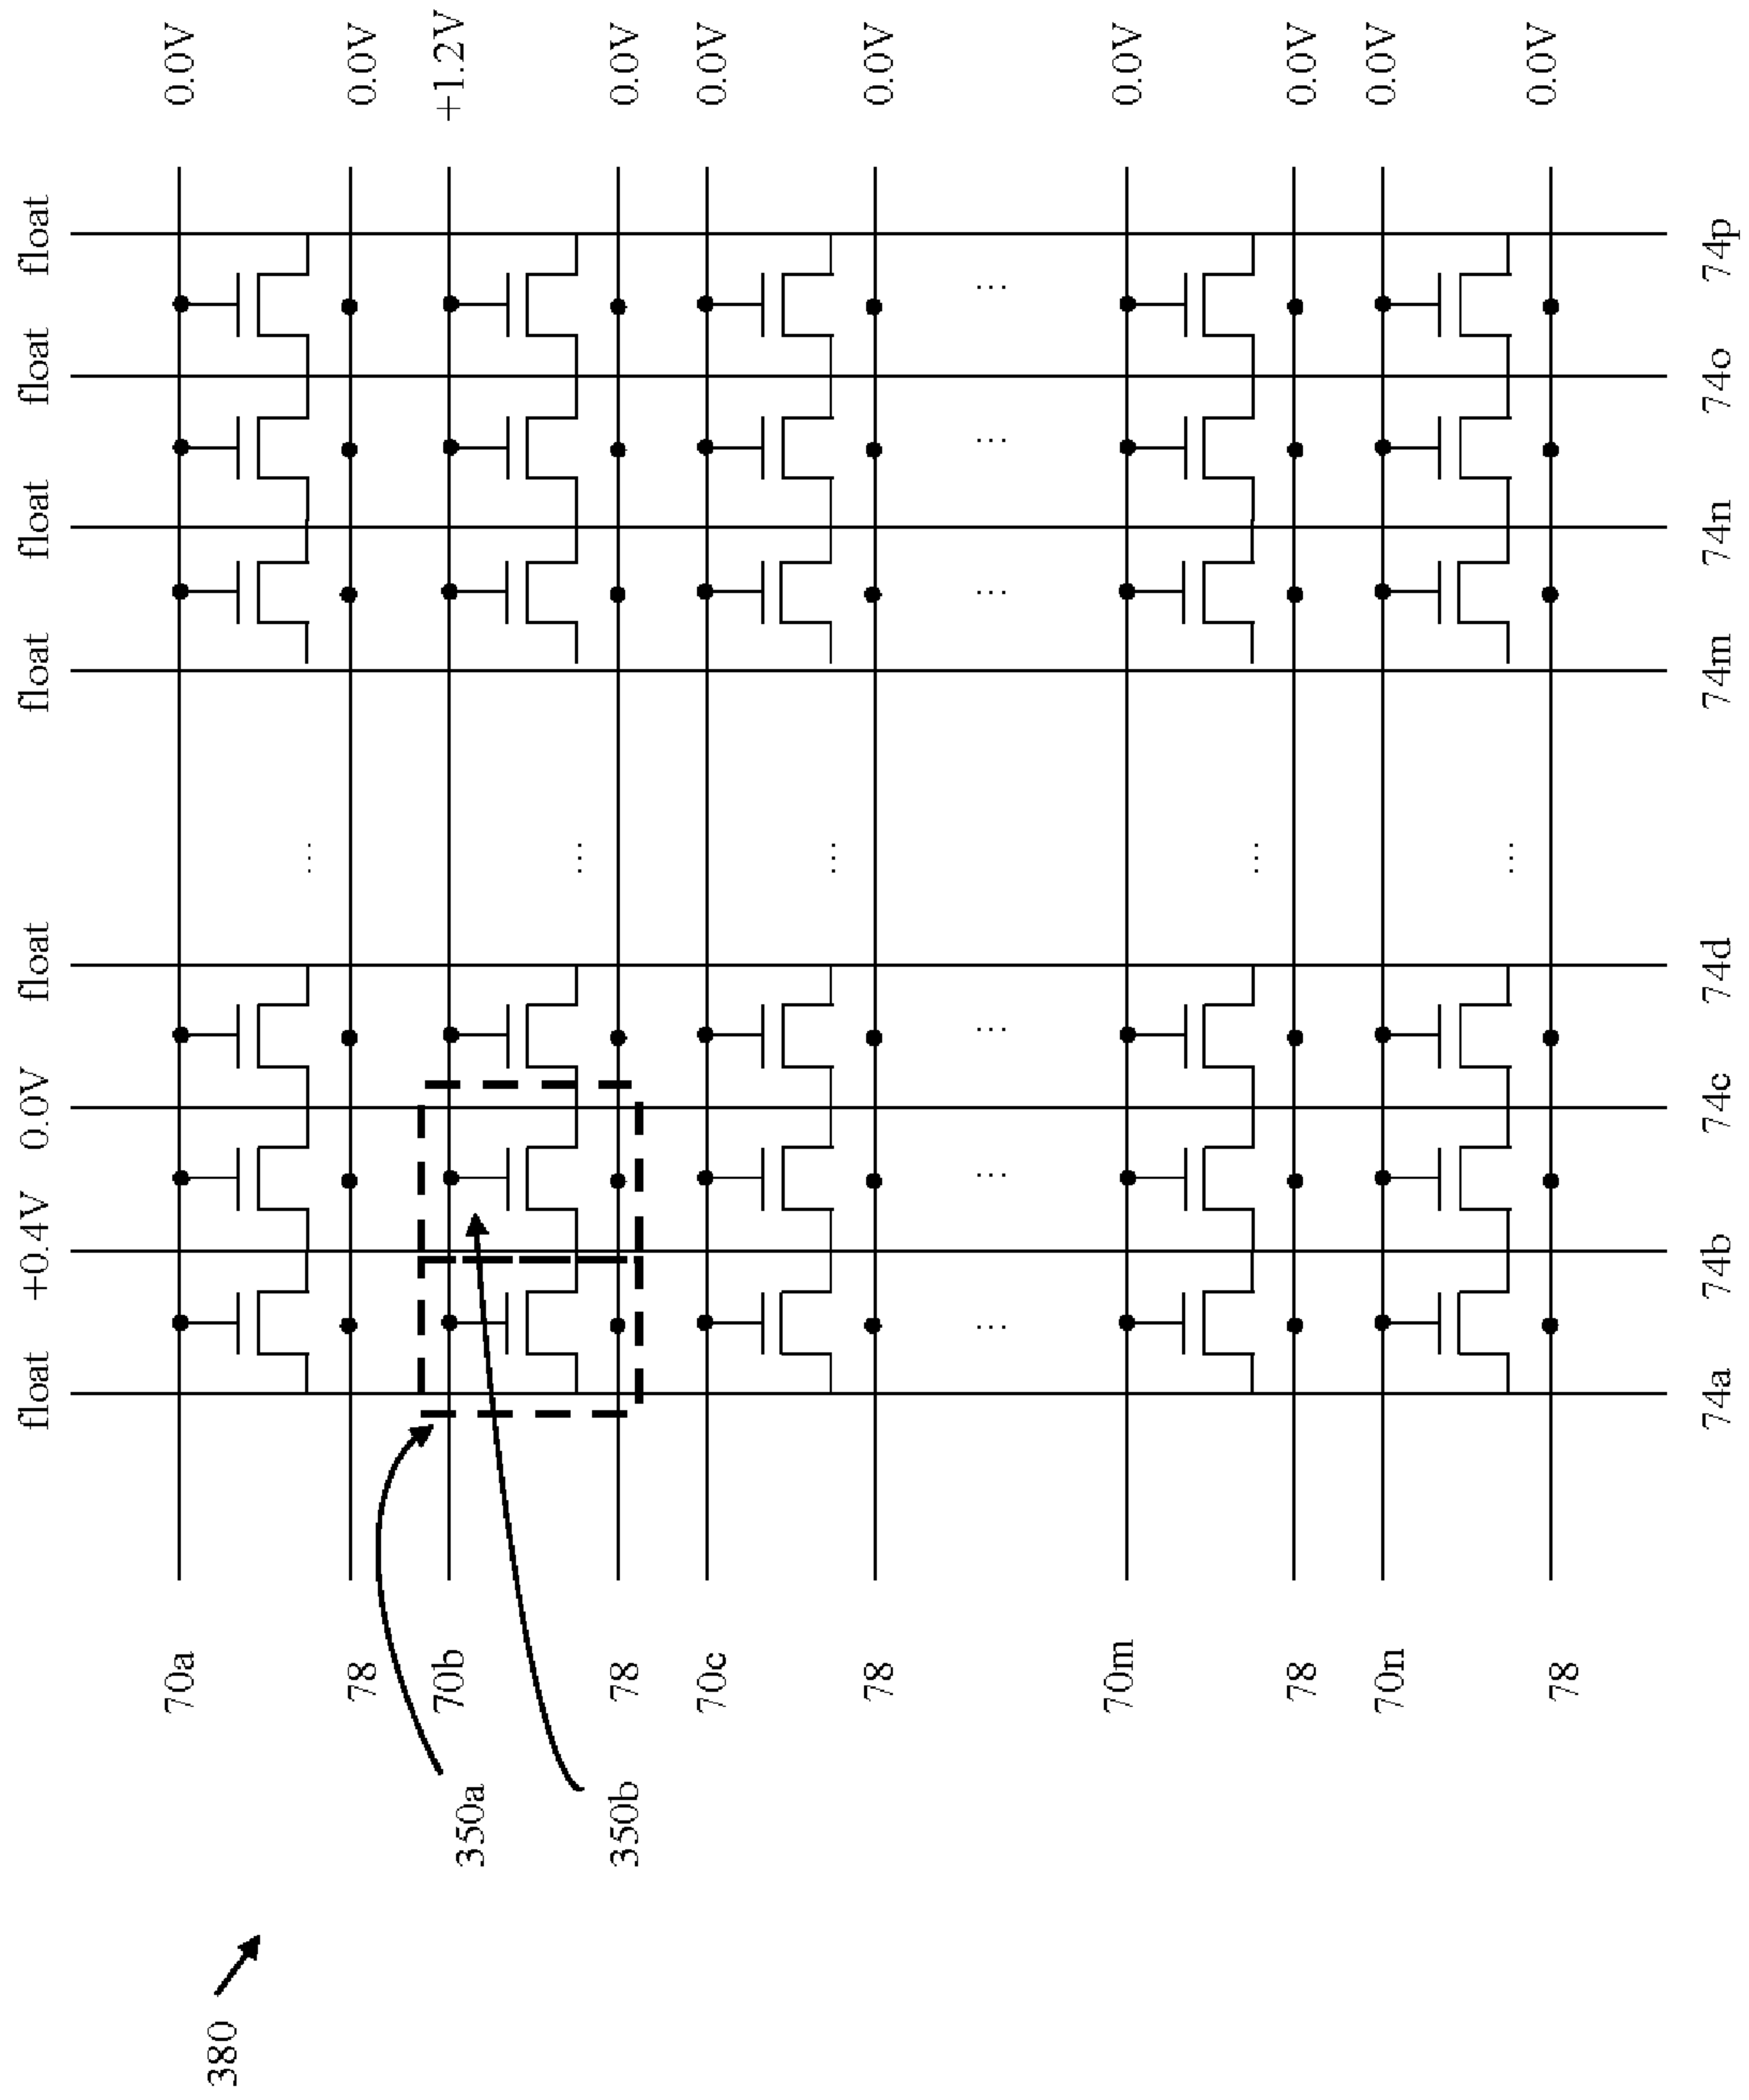 float +0.4V 0.0V float float float float float
70a 0.0V
380
78 0.0V
70b +1.2V
350a
350b 78 0.0V
70c 0.0V
78 0.0V
70m 0.0V
78 0.0V
70n 0.0V
78 0.0V
74a 74b 74c 74d 74m 74n 74o 74p